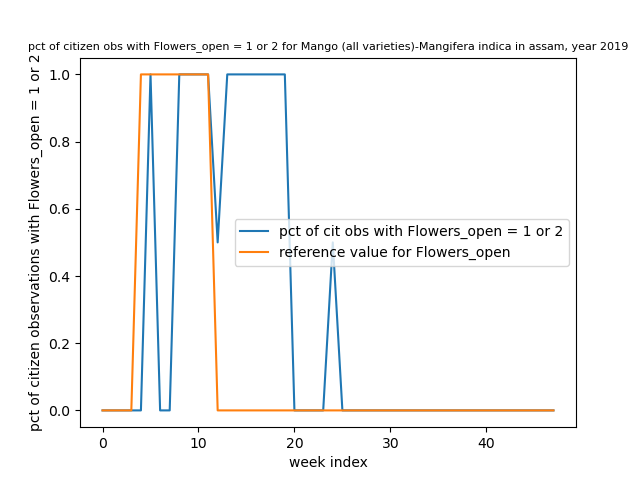 pct of citizen obs with Flowers_open = 1 or 2 for Mango (all varieties)-Mangifera indica in assam, year 2019
pct of citizen observations with Flowers_open = 1 or 2
1.0
0.8
0.6
0.4
0.2
0.0
pct of cit obs with Flowers_open = 1 or 2
reference value for Flowers_open
0 10 20 30 40
week index